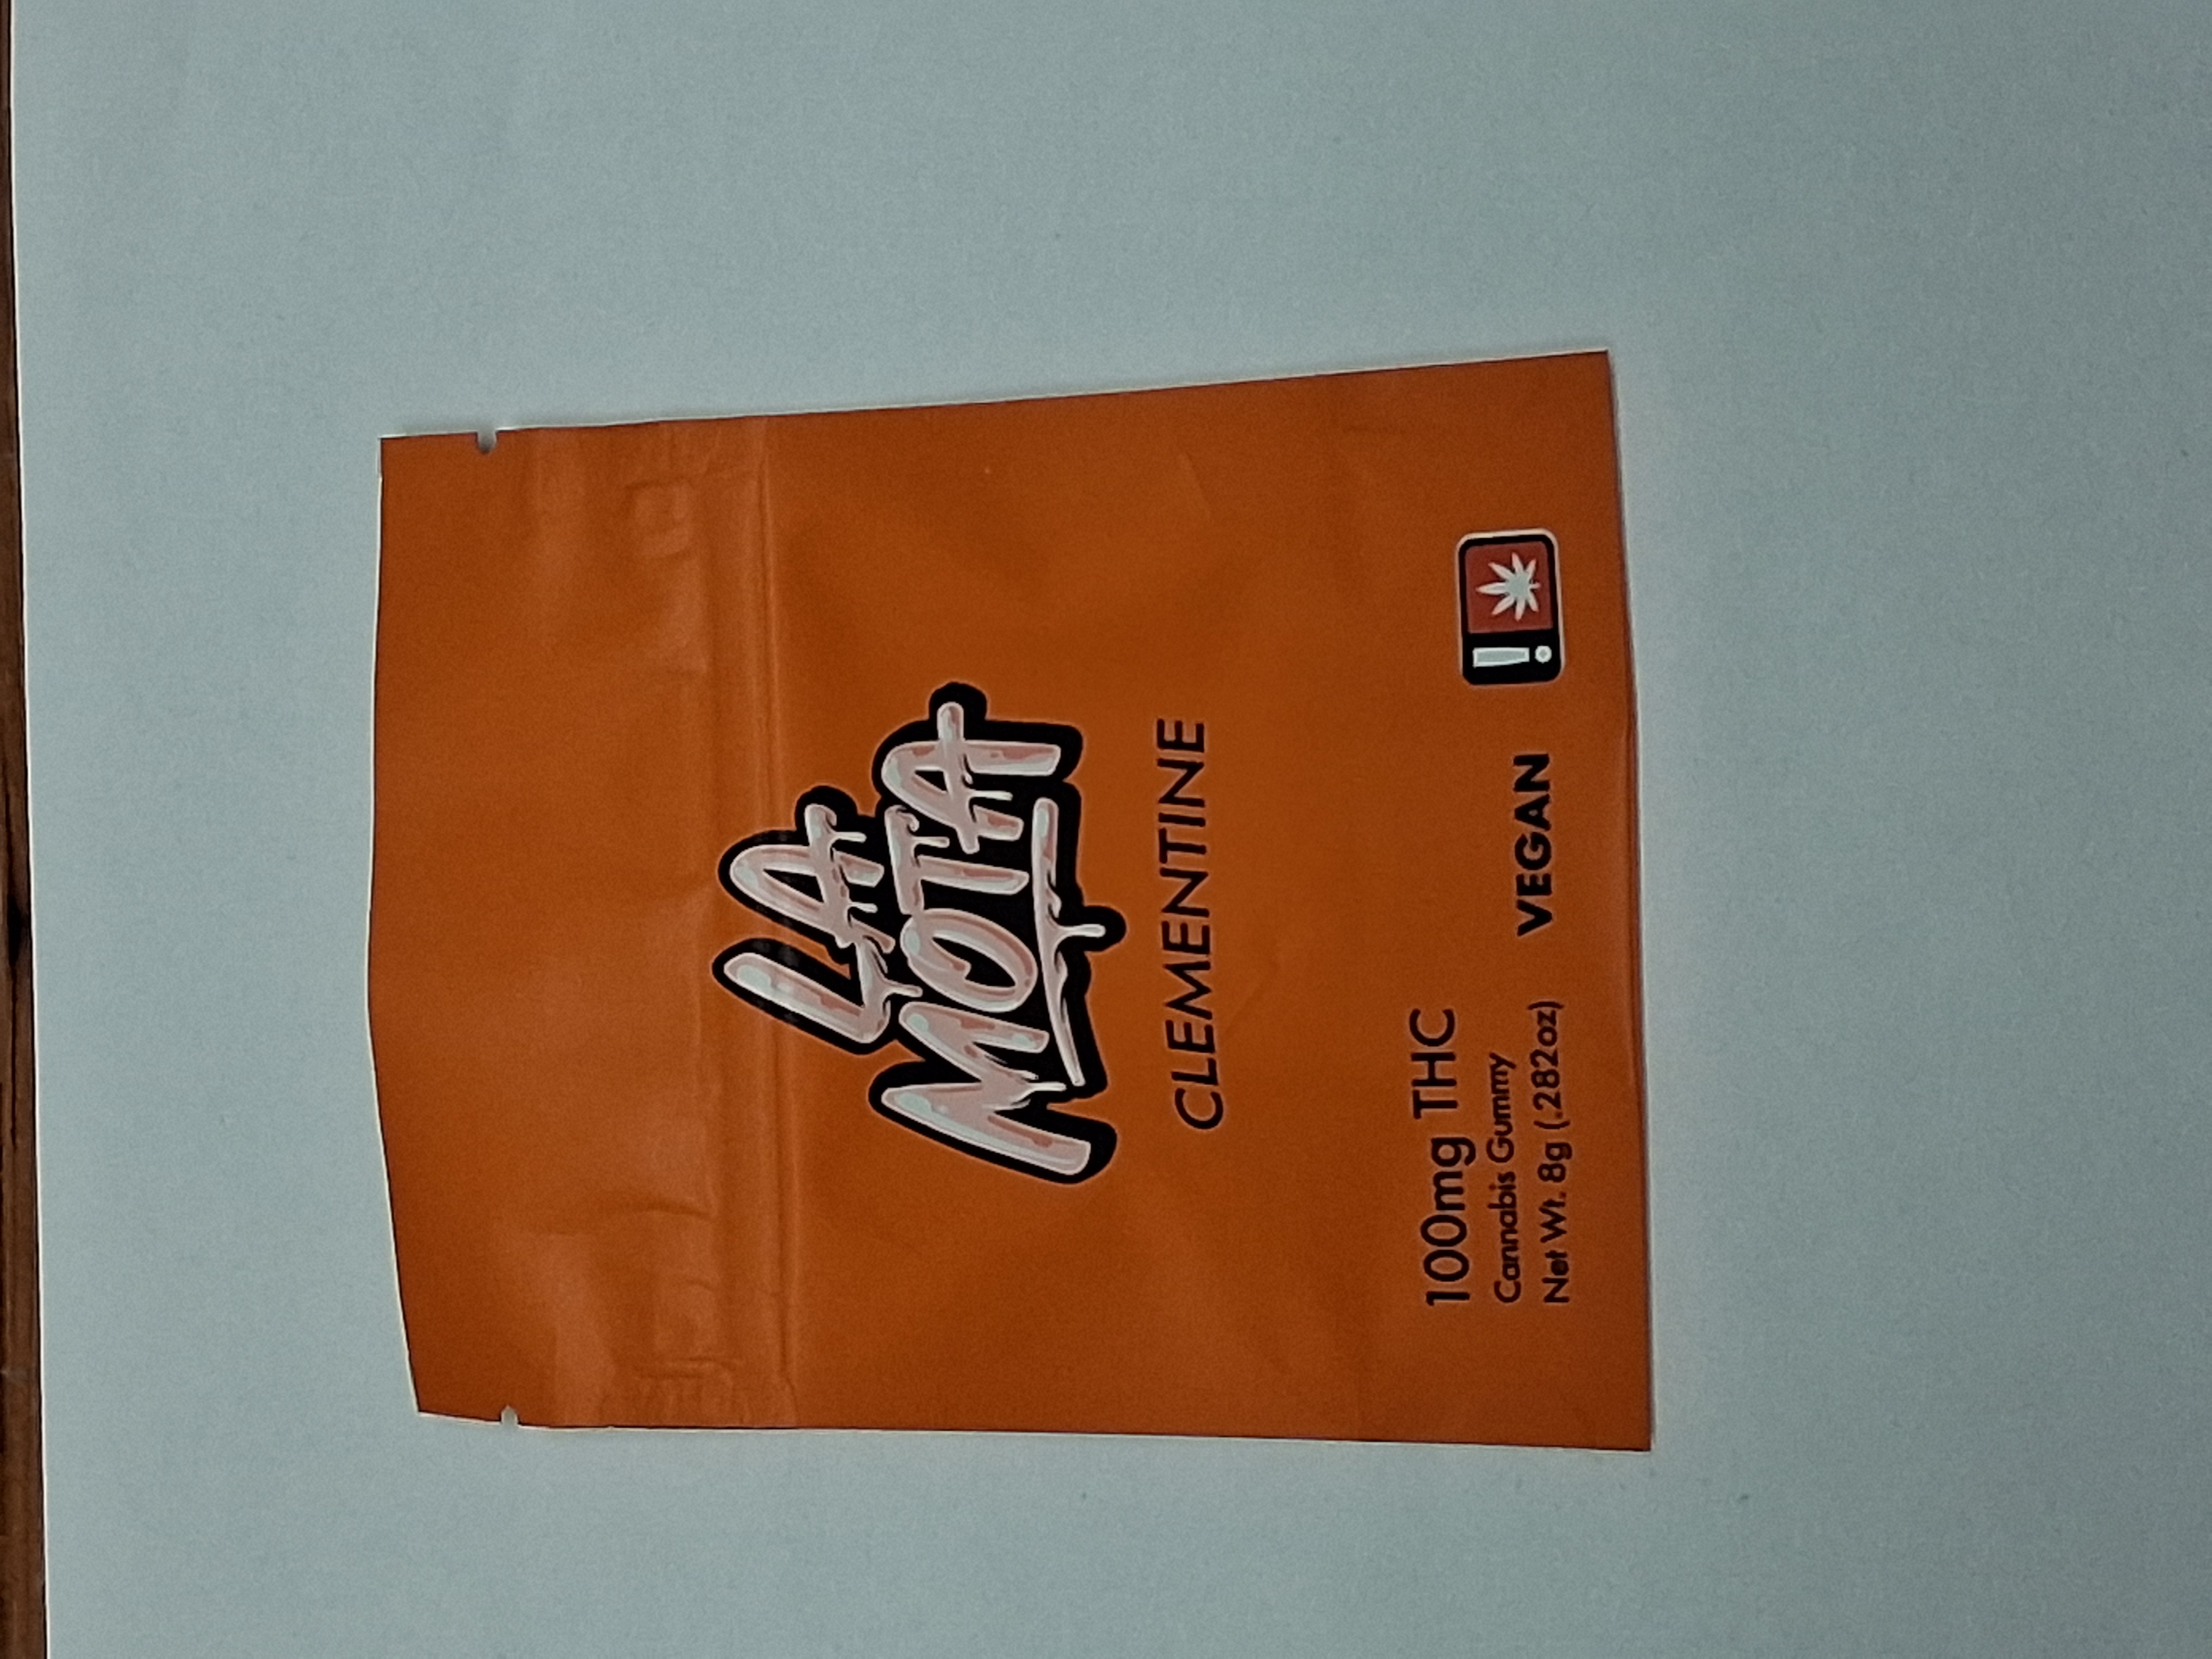 LA
MOTA
CLEMENTINE
100mg THC
Cannabis Gummy
Net Wt. 8g (.282oz)
VEGAN
!